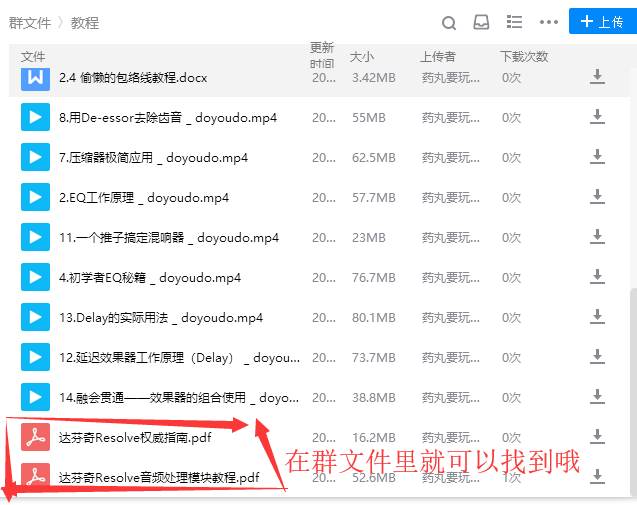 群文件 〉教程
上传
文件 更新时间 大小 上传者 下载次数
2.4 偷懒的包络线教程.docx 20... 3.42MB 药丸要玩... 0次
8.用De-essor去除齿音 _ doyoudo.mp4 20... 55MB 药丸要玩... 0次
7.压缩器极简应用 _ doyoudo.mp4 20... 62.5MB 药丸要玩... 0次
2.EQ工作原理 _ doyoudo.mp4 20... 57.7MB 药丸要玩... 0次
11.一个推子搞定混响器 _ doyoudo.mp4 20... 23MB 药丸要玩... 0次
4.初学者EQ秘籍 _ doyoudo.mp4 20... 76.7MB 药丸要玩... 0次
13.Delay的实际用法 _ doyoudo.mp4 20... 80.1MB 药丸要玩... 0次
12.延迟效果器工作原理（Delay） _ doyou... 20... 73.7MB 药丸要玩... 0次
14.融会贯通——效果器的组合使用 _ doyo... 20... 38.8MB 药丸要玩... 0次
达芬奇Resolve权威指南.pdf 20... 16.2MB 药丸要玩... 0次
达芬奇Resolve音频处理模块教程.pdf 20... 52.6MB 药丸要玩... 1次
在群文件里就可以找到哦